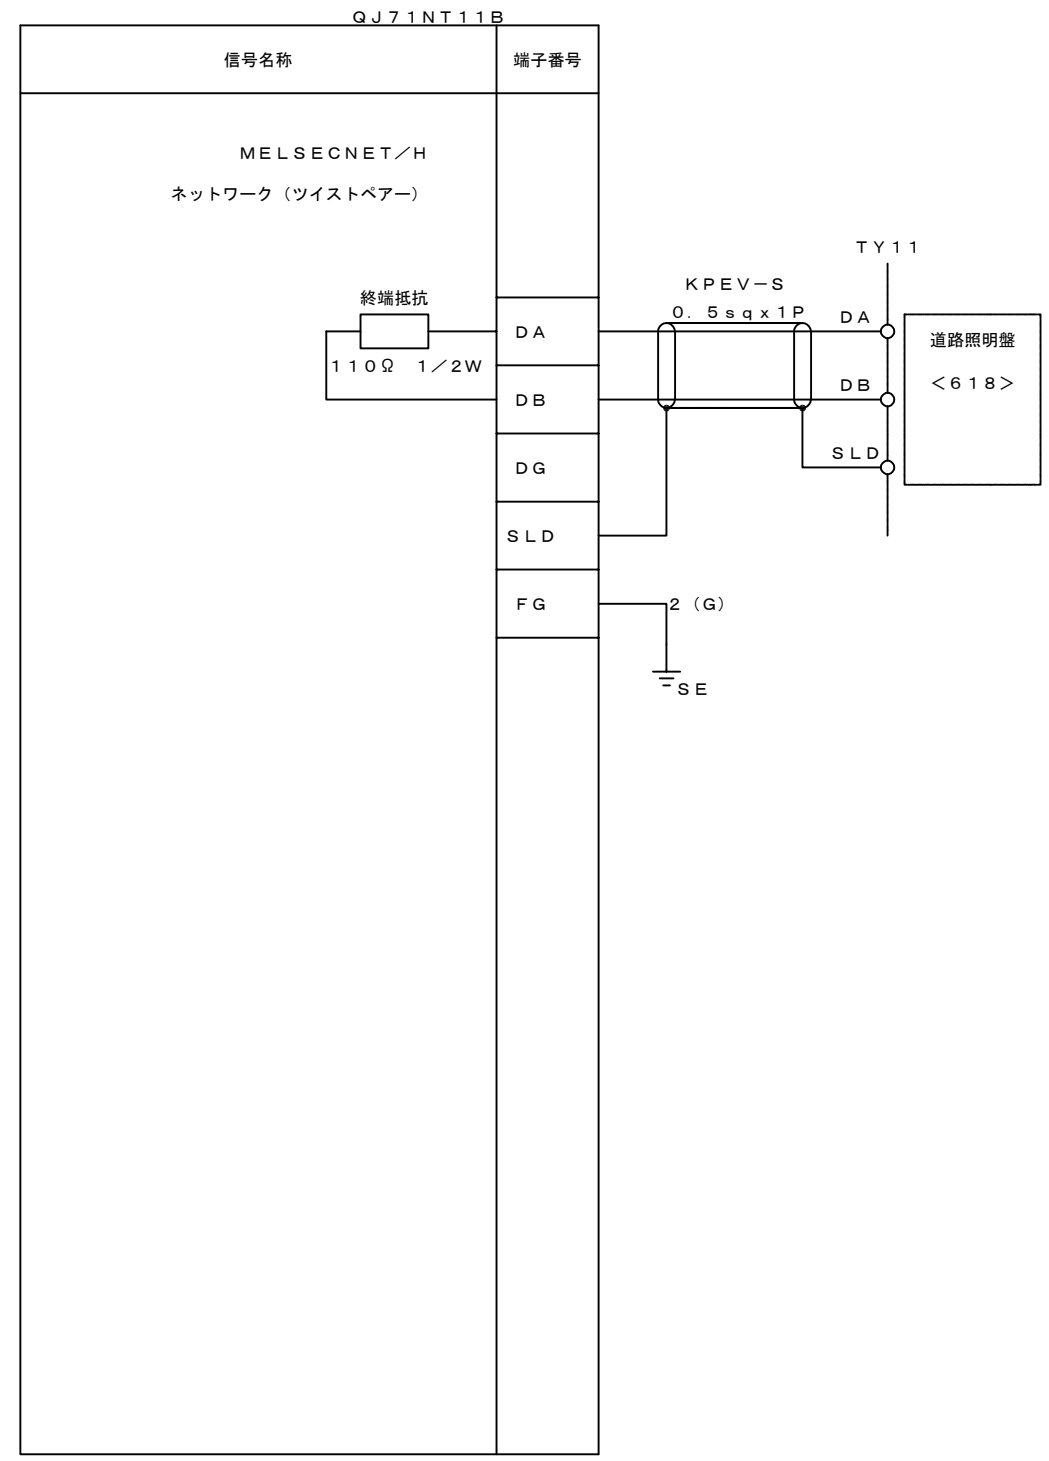 QJ71NT11B
信号名称
端子番号
MELSECNET/H
ネットワーク(ツイストペアー)
TY11
KPEV-S
終端抵抗
0.5sqx1P
DA
DA
道路照明盤
110Ω 1/2W
DB
<618>
DB
SLD
DG
SLD
FG
2(G)
SE